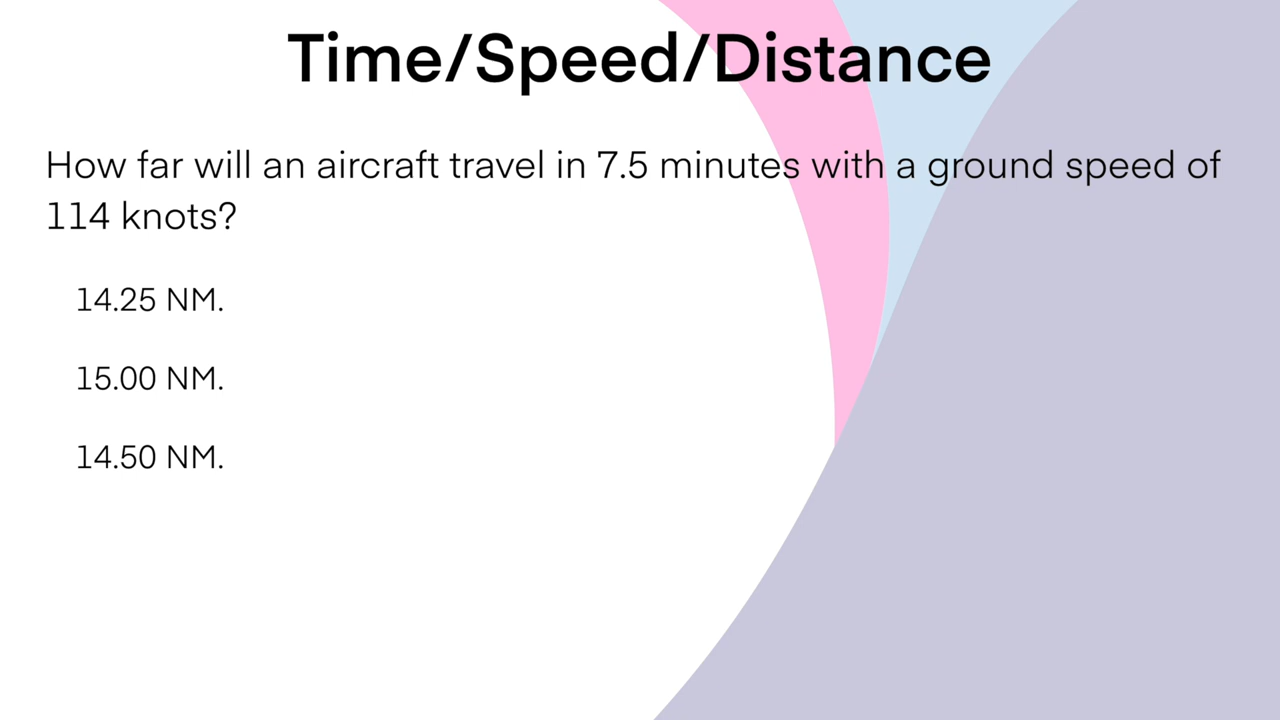 Time/Speed/Distance
How far will an aircraft travel in 7.5 minutes with a ground speed of
114 knots?
14.25 NM.
15.00 NM.
14.50 NM.